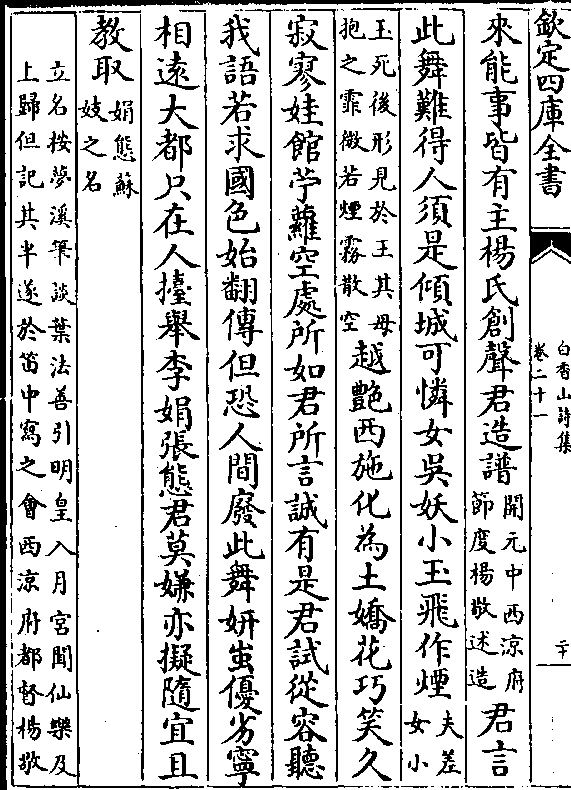 欽定四庫全書
白香山詩集
卷二十一
二十
來能事皆有主楊氏創聲君造譜
開元中西涼府
節度楊敬述造
君言
此舞難得人須是傾城可憐女吳妖小玉飛作煙
夫差
女小
玉死後形見於王其母
抱之霏微若煙霧散空
越艷西施化為土嬌花巧笑久
寂寥娃館苧蘿空處所如君所言誠有是君試從容聽
我語若求國色始翻傳但恐人間廢此舞妍蚩優劣寧
相遠大都只在人擡舉李娟張態君莫嫌亦擬隨宜且
教取
娟態蘇
妓之名
立名按夢溪筆談葉法善引明皇入月宮聞仙樂及
上歸但記其半遂於笛中寫之會西涼府都督楊敬